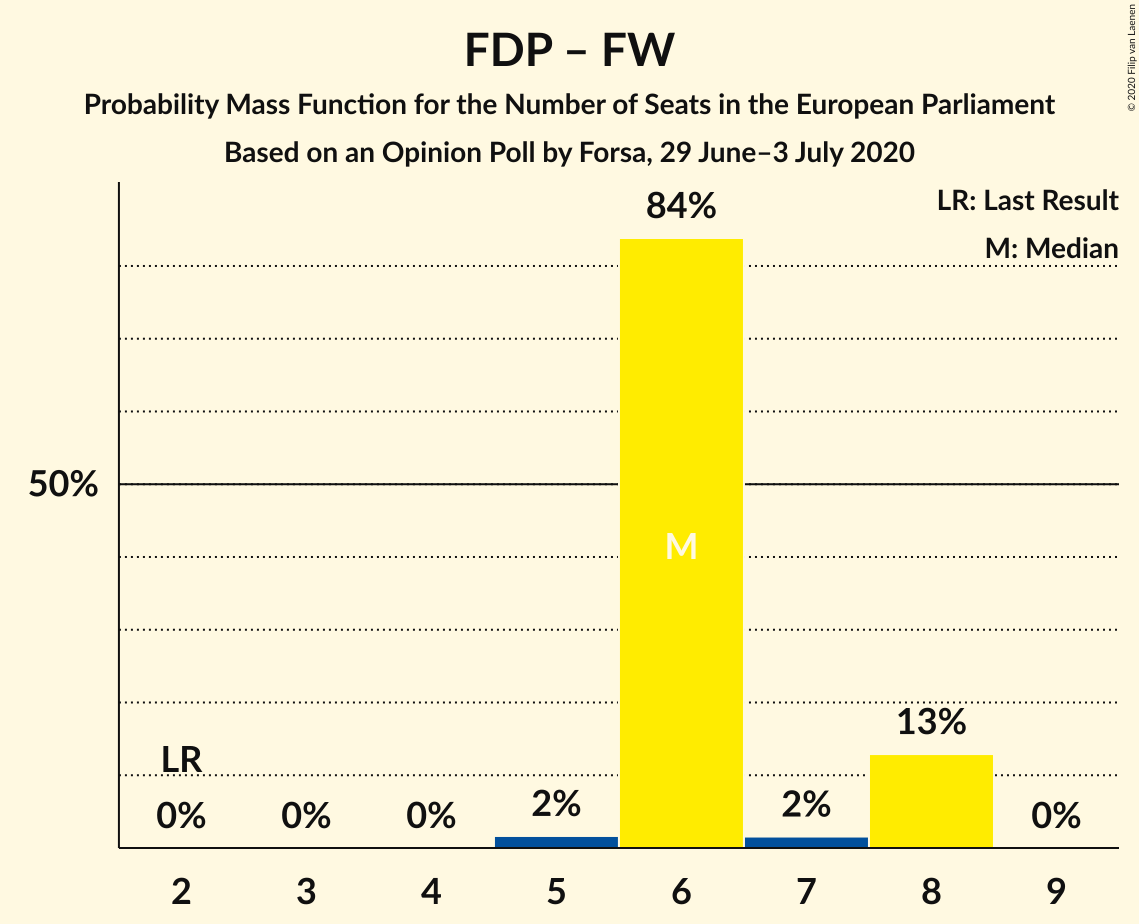 FDP – FW
Probability Mass Function for the Number of Seats in the European Parliament
Based on an Opinion Poll by Forsa, 29 June–3 July 2020
© 2020 Filip van Laenen
LR: Last Result
M: Median
84%
50%
M
13%
LR
0%
0%
0%
2%
2%
0%
2
3
4
5
6
7
8
9